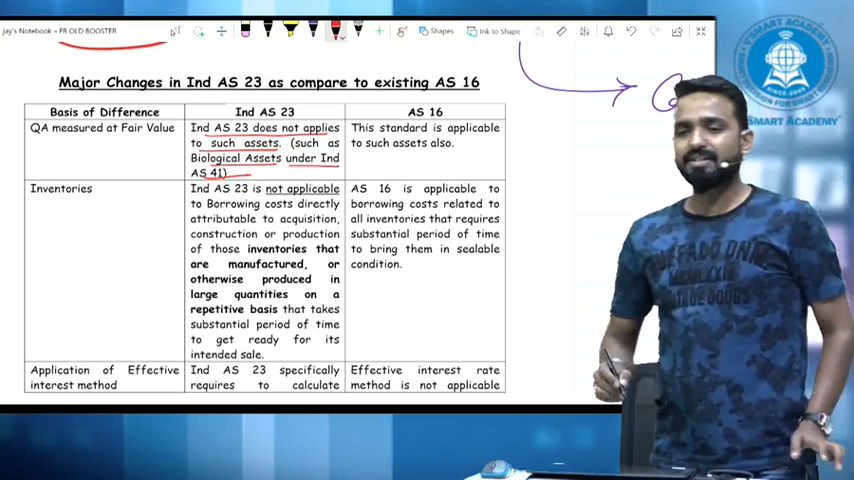 Jay's Notebook « FR OLD BOOSTER
Shapes
Ink to Shape
Major Changes in Ind AS 23 as compare to existing AS 16
Basis of Difference
Ind AS 23
AS 16
QA measured at Fair Value
Ind AS 23 does not applies
to such assets. (such as
Biological Assets under Ind
AS 41)
This standard is applicable
to such assets also.
Inventories
Ind AS 23 is not applicable
to Borrowing costs directly
attributable to acquisition,
construction or production
of those inventories that
are manufactured, or
otherwise produced in
large quantities on a
repetitive basis that takes
substantial period of time
to get ready for its
intended sale.
AS 16 is applicable to
borrowing costs related to
all inventories that requires
substantial period of time
to bring them in sealable
condition.
Application of Effective
interest method
Ind AS 23 specifically
requires to calculate
Effective interest rate
method is not applicable
V'SMART ACADEMY
SINCE 2008
VSMART ACADEMY
BUFFALO DNM